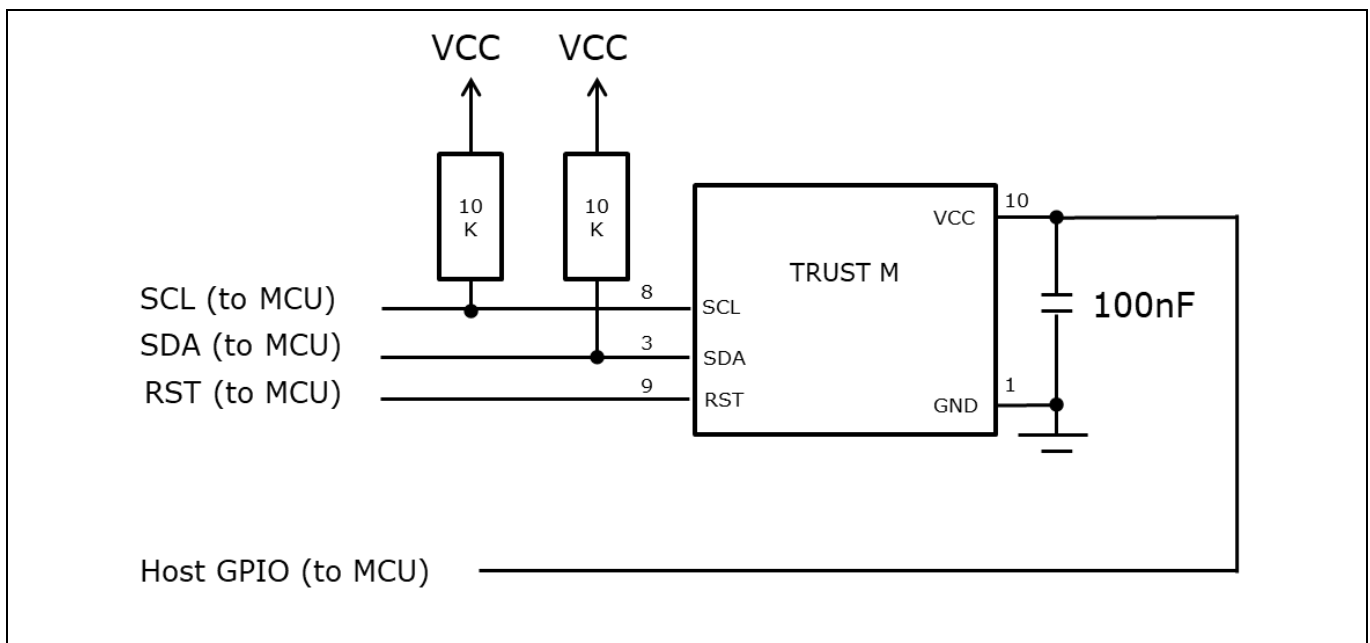 VCC
VCC
10
K
10
K
SCL (to MCU)
SDA (to MCU)
RST (to MCU)
8
3
9
SCL
SDA
RST
TRUST M
VCC
GND
10
1
100nF
Host GPIO (to MCU)